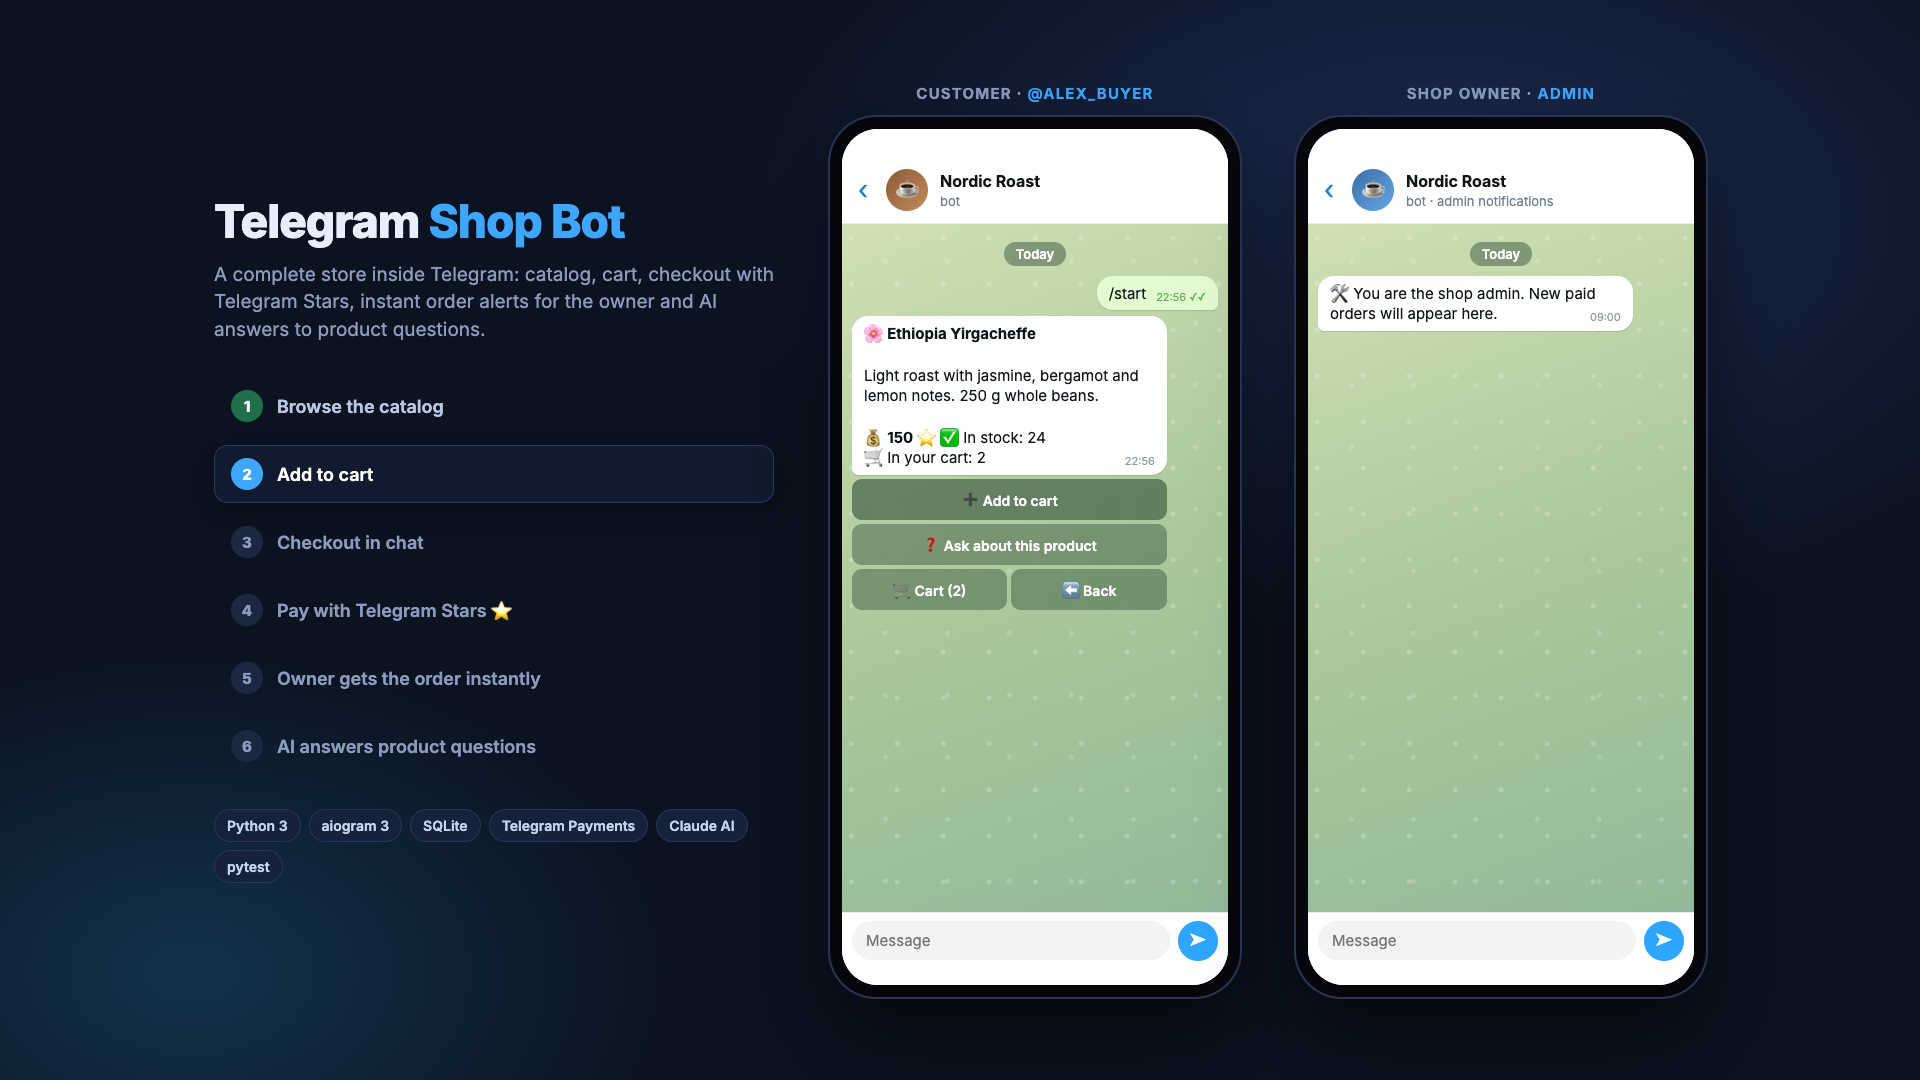 Telegram Shop Bot
A complete store inside Telegram: catalog, cart, checkout with
Telegram Stars, instant order alerts for the owner and AI
answers to product questions.
1 Browse the catalog
2 Add to cart
3 Checkout in chat
4 Pay with Telegram Stars ⭐
5 Owner gets the order instantly
6 AI answers product questions
Python 3 aiogram 3 SQLite Telegram Payments Claude AI
pytest
CUSTOMER · @ALEX_BUYER
Nordic Roast
bot
Today
/start 22:56 ✓✓
🌸 Ethiopia Yirgacheffe
Light roast with jasmine, bergamot and
lemon notes. 250 g whole beans.
💰 150 ⭐ ✅ In stock: 24
🛒 In your cart: 2 22:56
➕ Add to cart
❓ Ask about this product
🛒 Cart (2) ⬅️ Back
Message
SHOP OWNER · ADMIN
Nordic Roast
bot · admin notifications
Today
🛠 You are the shop admin. New paid
orders will appear here. 09:00
Message